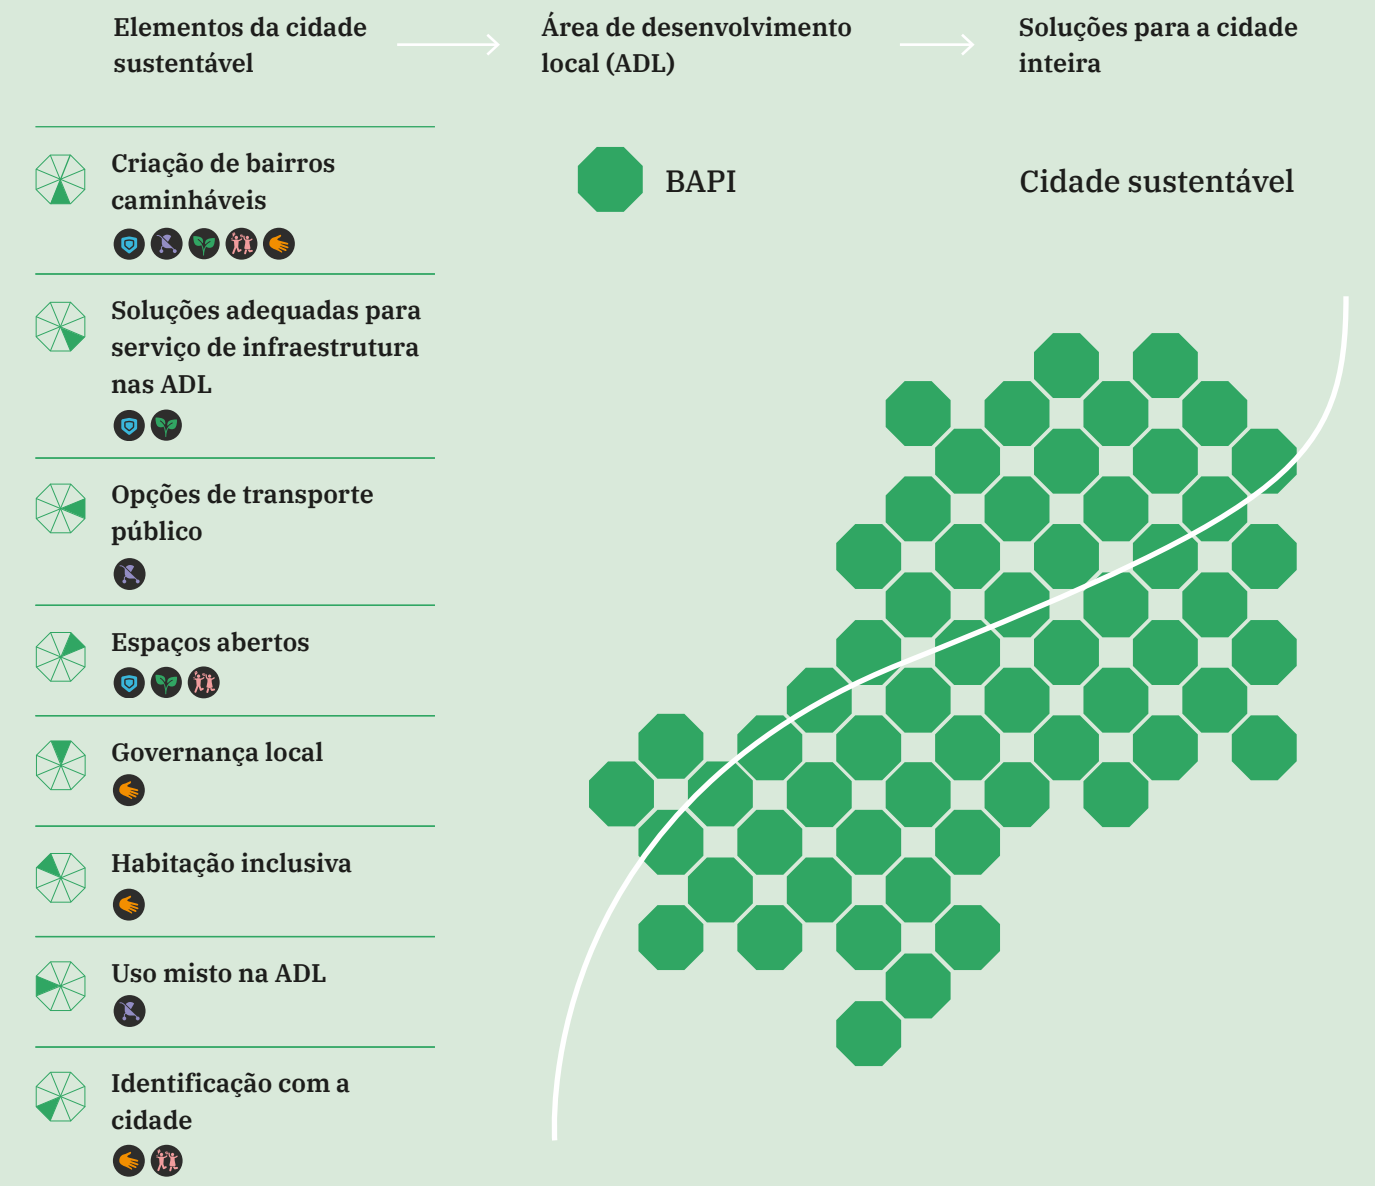 Elementos da cidade
sustentável
Área de desenvolvimento
local (ADL)
Soluções para a cidade
inteira
Criação de bairros
caminháveis
Soluções adequadas para
serviço de infraestrutura
nas ADL
Opções de transporte
público
Espaços abertos
Governança local
Habitação inclusiva
Uso misto na ADL
Identificação com a
cidade
BAPI
Cidade sustentável